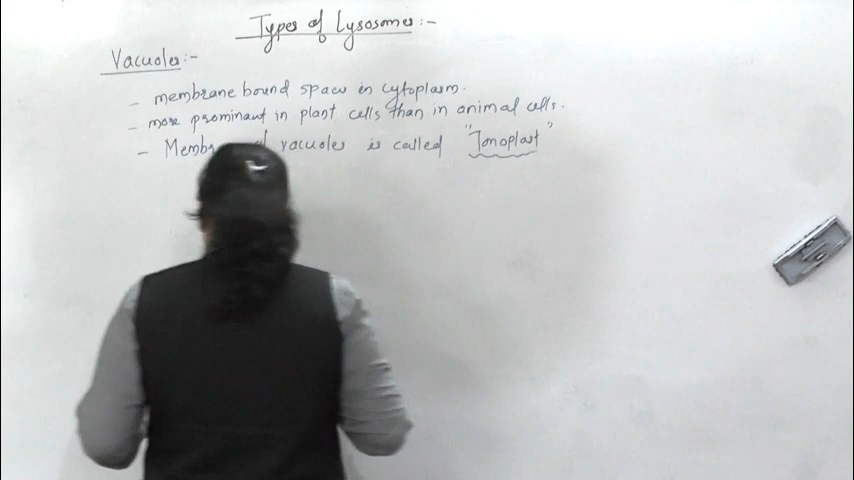 Types of Lysosomes:-
Vacuoles:-
- membrane bound space in cytoplasm.
- more prominant in plant cells than in animal cells.
- Membr vacuoles is called "Tonoplast"